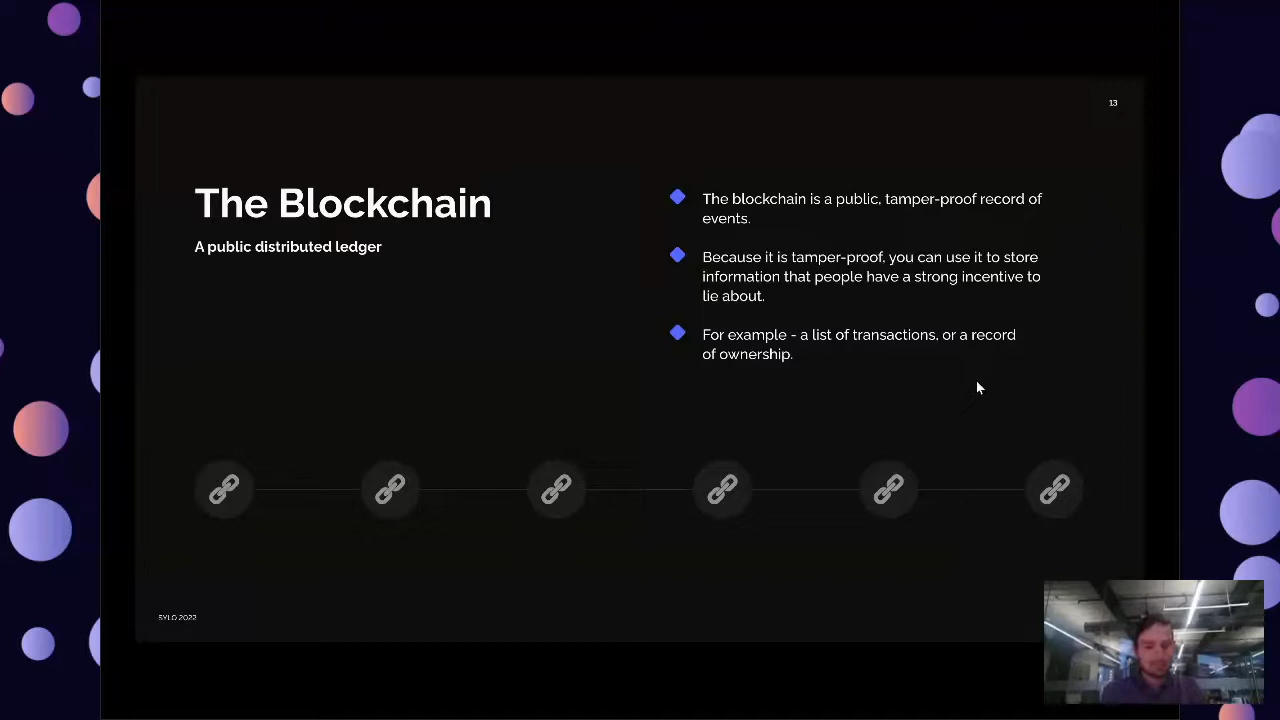 13
The Blockchain
A public distributed ledger
The blockchain is a public, tamper-proof record of
events.
Because it is tamper-proof, you can use it to store
information that people have a strong incentive to
lie about.
For example - a list of transactions, or a record
of ownership.
SYLO 2022